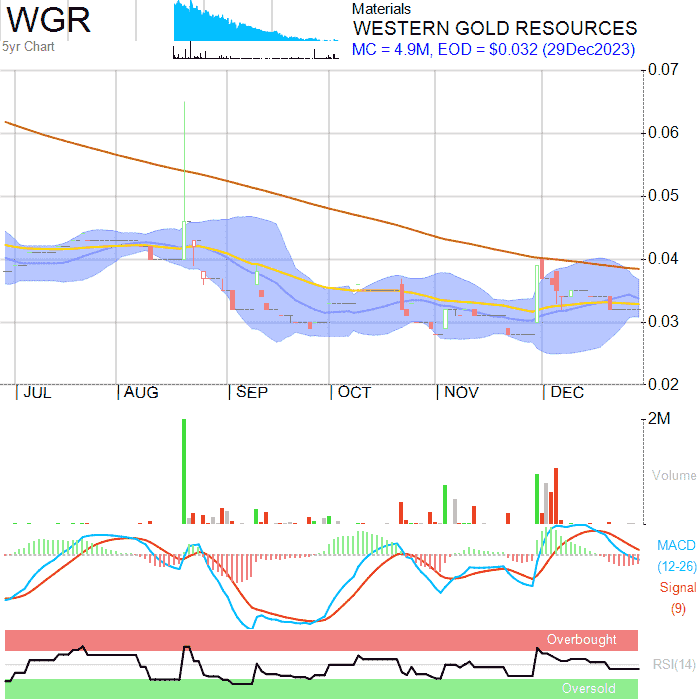 WGR
5yr Chart
Materials
WESTERN GOLD RESOURCES
MC = 4.9M, EOD = $0.032 (29Dec2023)
0.07
0.06
0.05
0.04
0.03
0.02
JUL
AUG
SEP
OCT
NOV
DEC
2M
Volume
MACD
(12-26)
Signal
(9)
Overbought
RSI(14)
Oversold